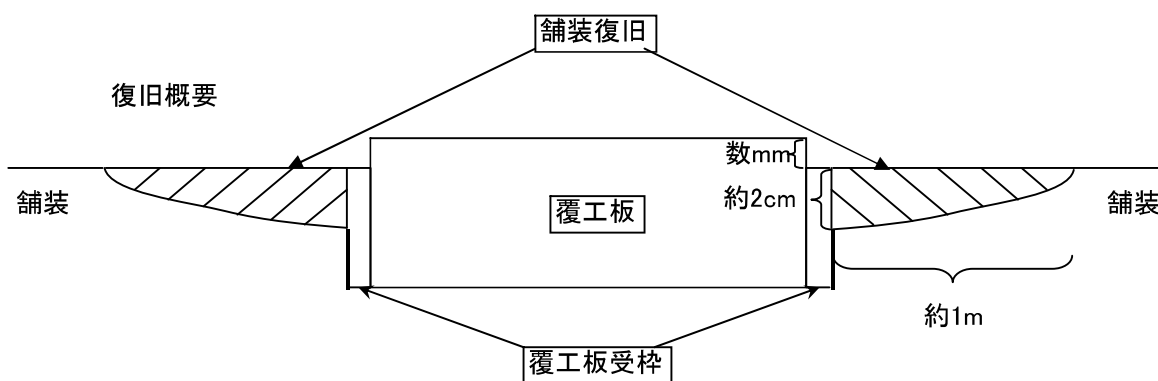 舗装復旧
復旧概要
数mm
舗装
約2cm
覆工板
舗装
約1m
覆工板受枠